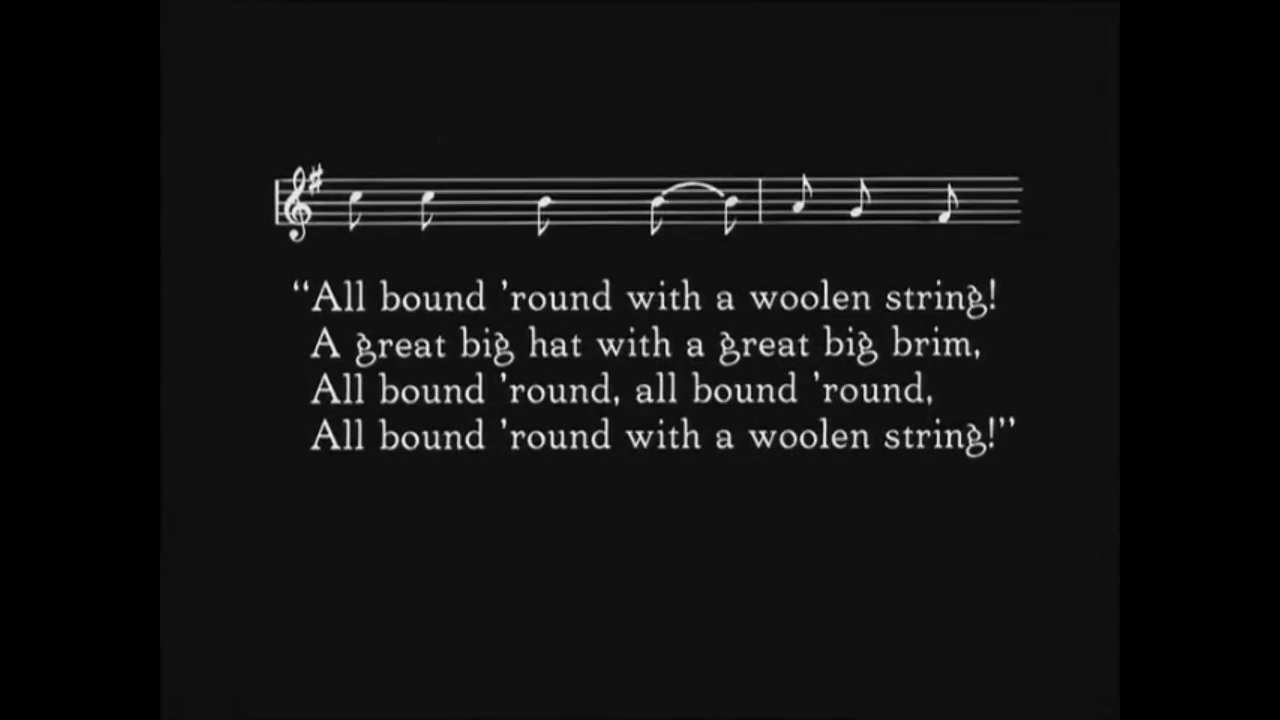 “All bound ’round with a woolen string!
A great big hat with a great big brim,
All bound ’round, all bound ’round,
All bound ’round with a woolen string!”